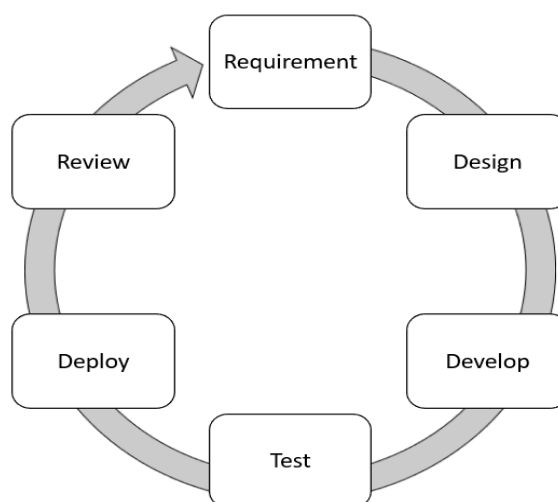 Requirement
Design
Develop
Test
Deploy
Review